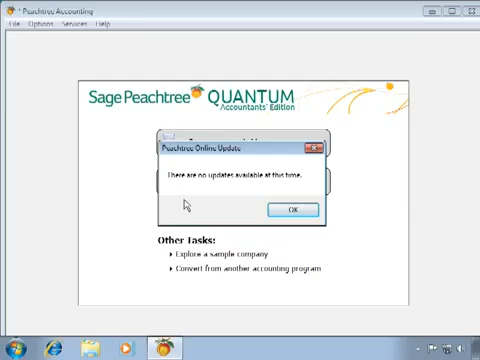 * Peachtree Accounting
File Options Services Help
Sage Peachtree QUANTUM
Accountants' Edition
Peachtree Online Update
There are no updates available at this time.
OK
Other Tasks:
Explore a sample company
Convert from another accounting program